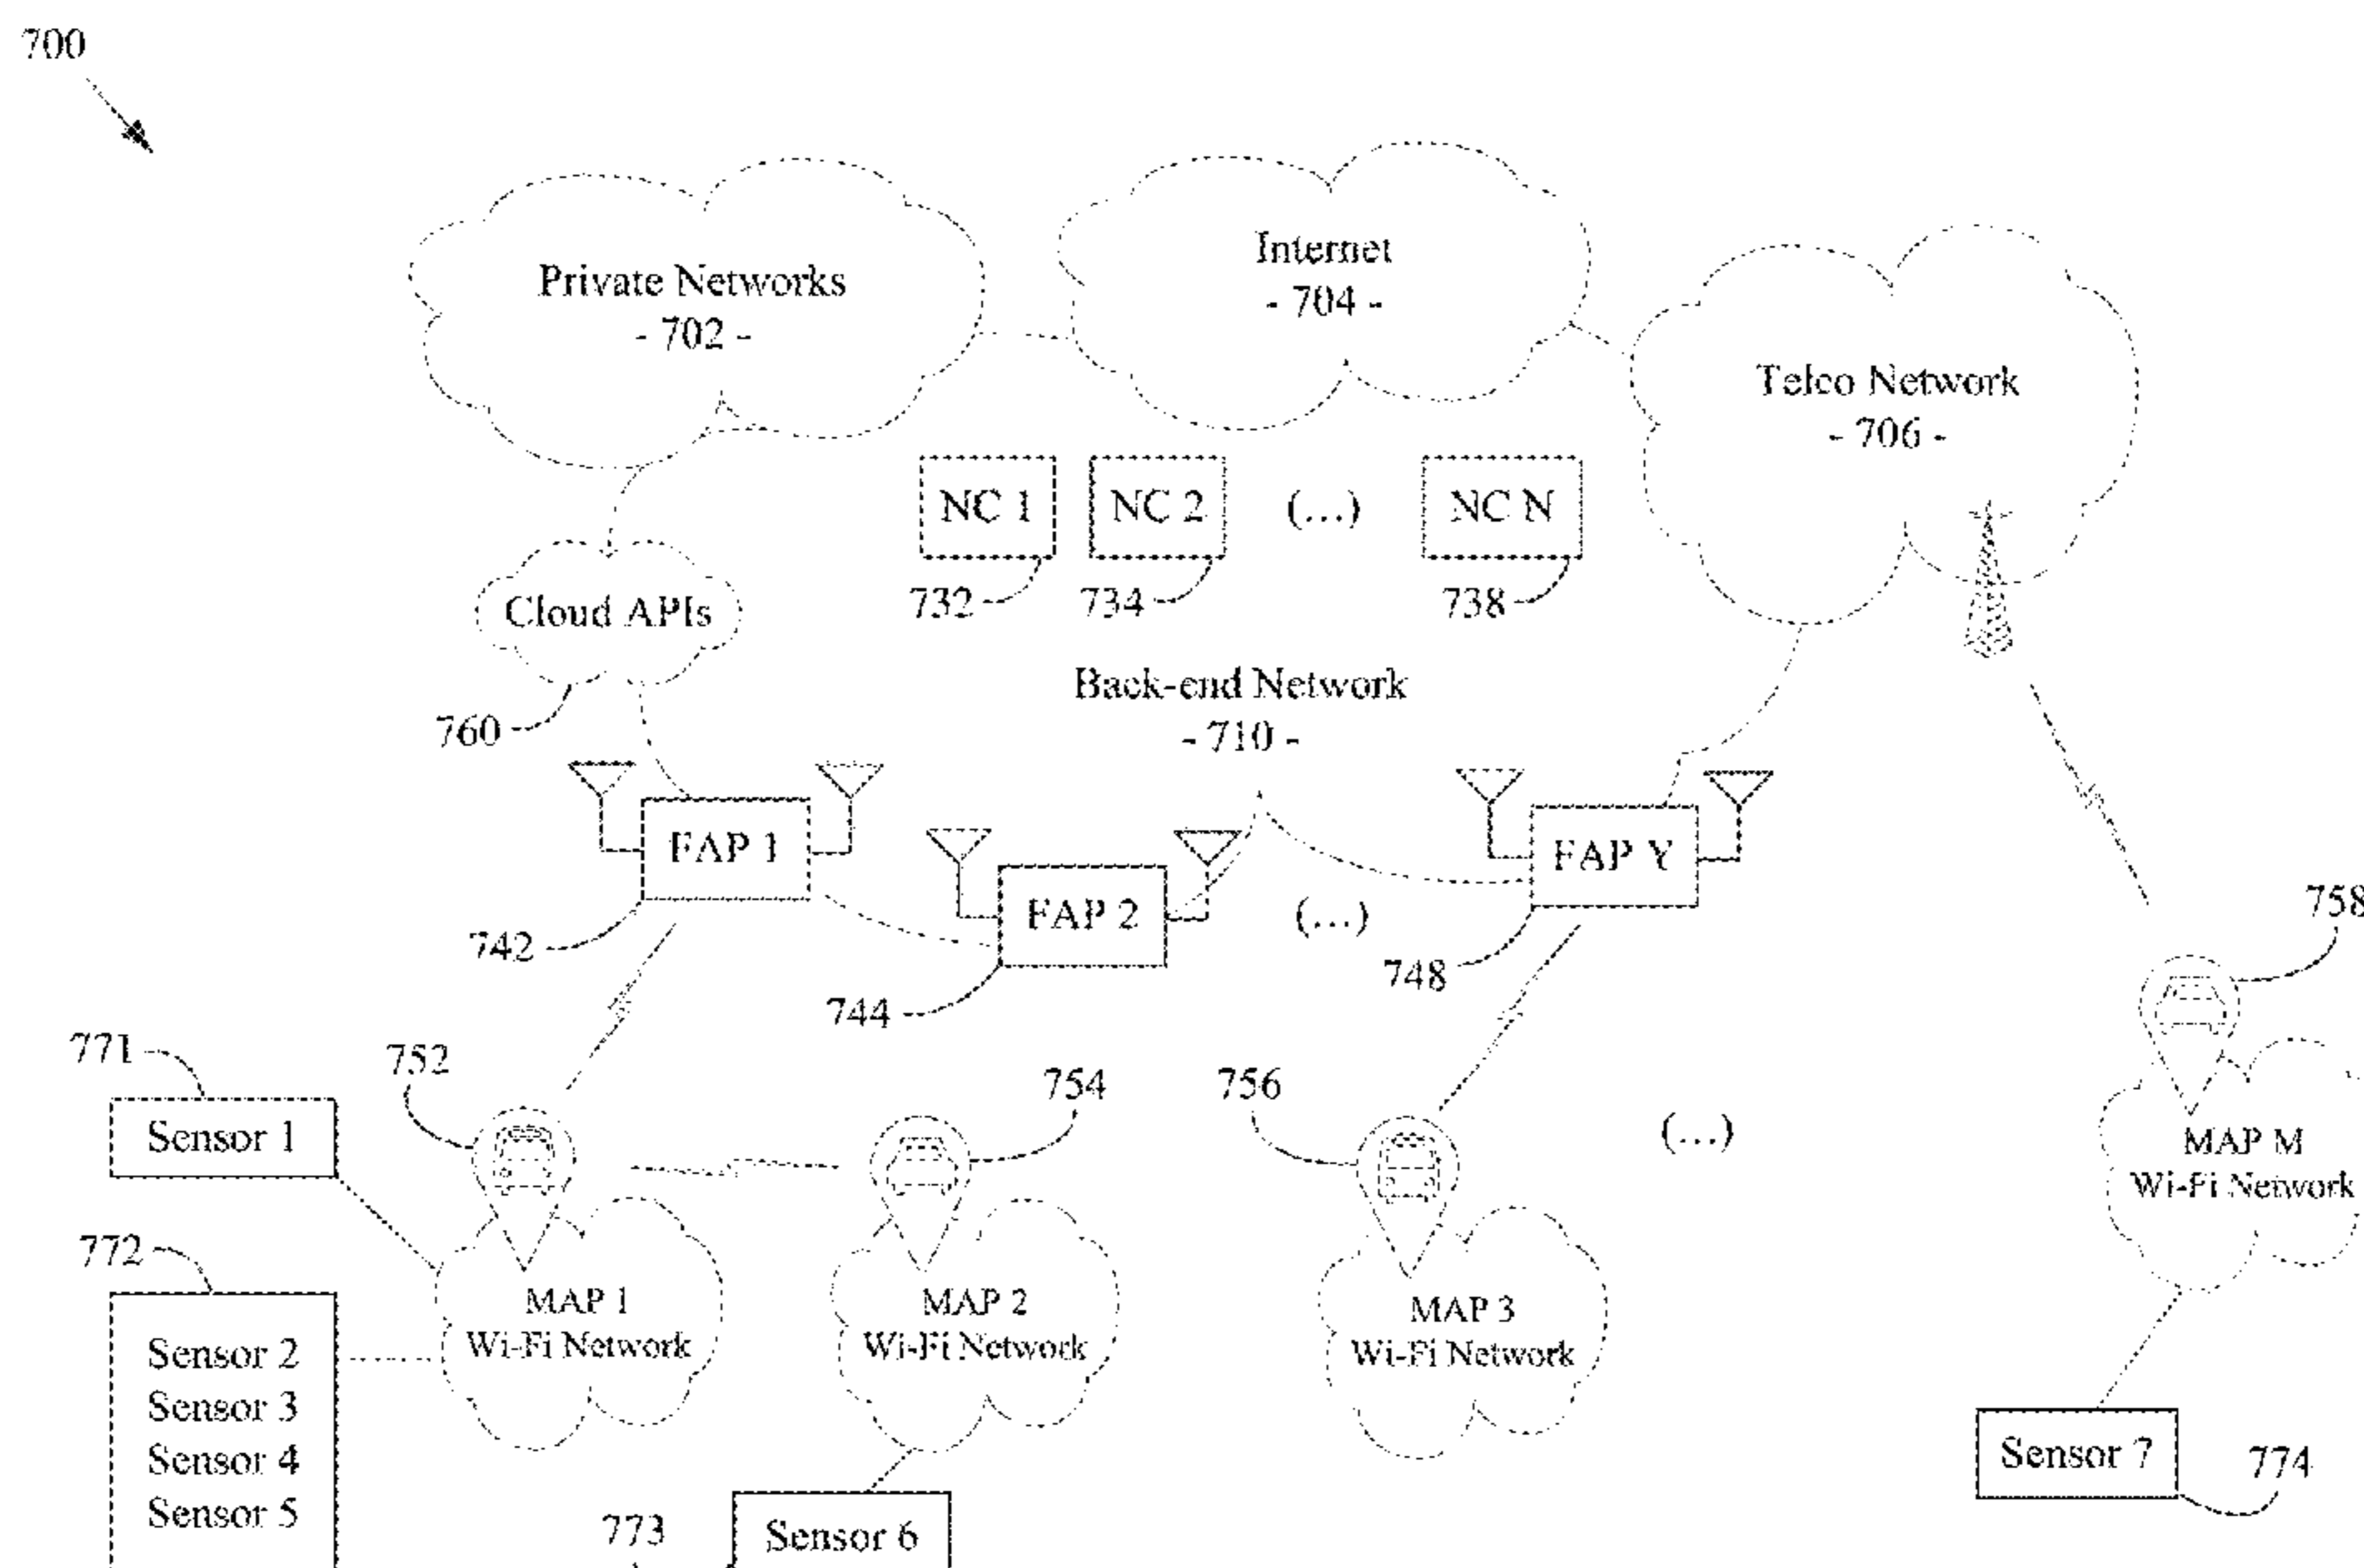 700
Private Networks
- 702 -
Internet
- 704 -
Telco Network
- 706 -
NC 1
NC 2
(...)
NC N
732
734
738
Cloud APIs
760
Back-end Network
- 710 -
FAP 1
FAP 2
(...)
FAP Y
742
744
748
758
771
752
754
756
(...)
Sensor 1
MAP M
Wi-Fi Network
772
MAP 1
Wi-Fi Network
MAP 2
Wi-Fi Network
MAP 3
Wi-Fi Network
Sensor 2
Sensor 3
Sensor 4
Sensor 5
773
Sensor 6
Sensor 7
774